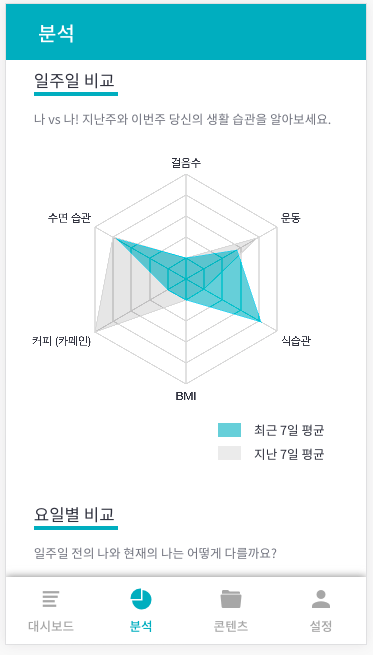 분석
일주일 비교
나 vs 나! 지난주와 이번주 당신의 생활 습관을 알아보세요.
걸음수
수면 습관
운동
커피 (카페인)
식습관
BMI
최근 7일 평균
지난 7일 평균
요일별 비교
일주일 전의 나와 현재의 나는 어떻게 다를까요?
대시보드
분석
콘텐츠
설정